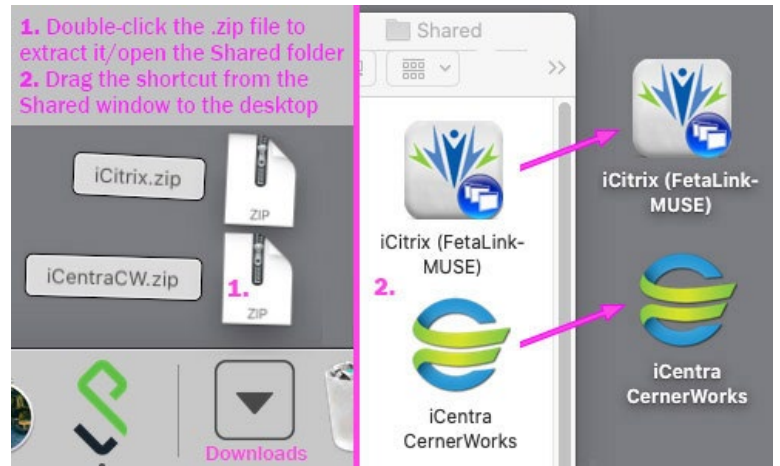 1. Double-click the .zip file to
extract it/open the Shared folder
2. Drag the shortcut from the
Shared window to the desktop
iCitrix.zip
ZIP
iCentraCW.zip
1.
ZIP
Downloads
Shared
iCitrix (FetaLink-
MUSE)
2.
iCentra
CernerWorks
iCitrix (FetaLink-
MUSE)
iCentra
CernerWorks